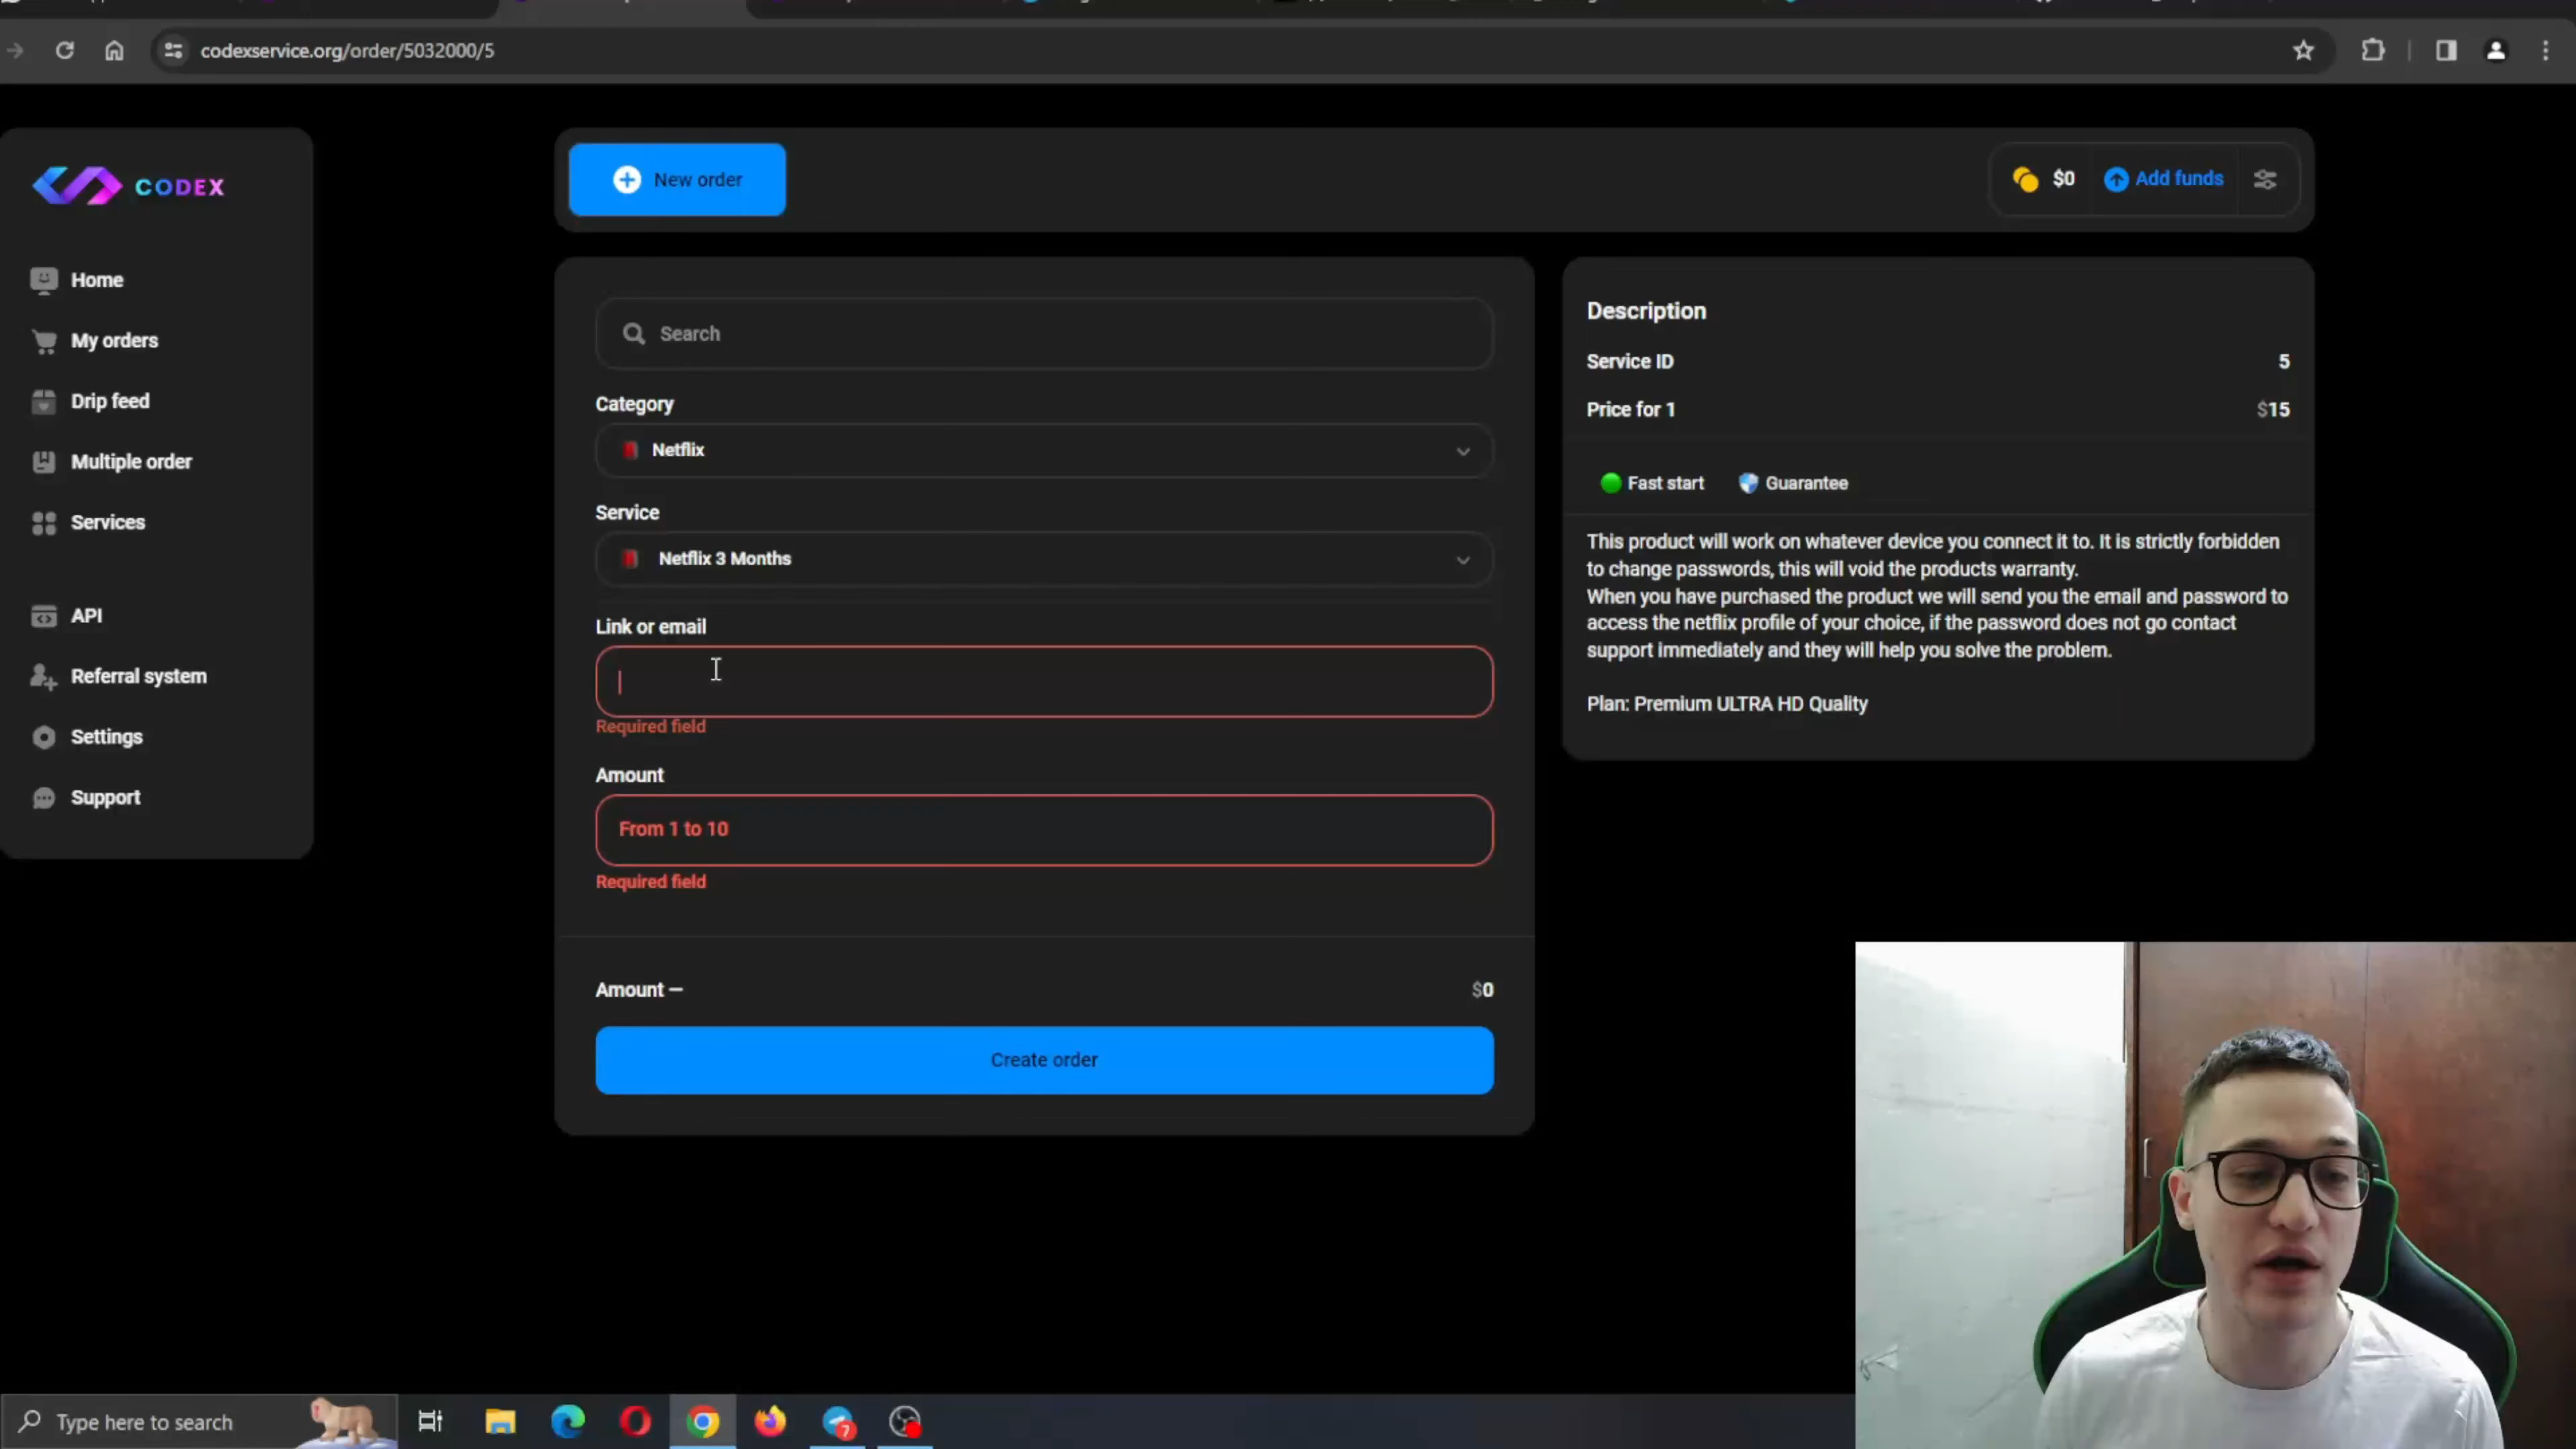 codexservice.org/order/5032000/5
CODEX
New order
$0
Add funds
Home
My orders
Drip feed
Multiple order
Services
API
Referral system
Settings
Support
Search
Category
Netflix
Service
Netflix 3 Months
Link or email
Required field
Amount
From 1 to 10
Required field
Amount –
$0
Create order
Description
Service ID
5
Price for 1
$15
Fast start
Guarantee
This product will work on whatever device you connect it to. It is strictly forbidden
to change passwords, this will void the products warranty.
When you have purchased the product we will send you the email and password to
access the netflix profile of your choice, if the password does not go contact
support immediately and they will help you solve the problem.
Plan: Premium ULTRA HD Quality
Type here to search
7